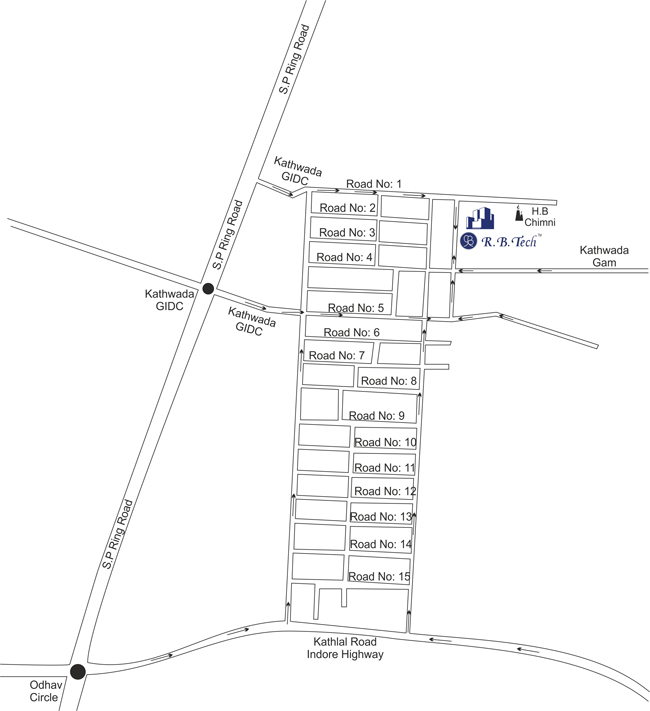 S.P Ring Road
Kathwada
GIDC
Road No: 1
Road No: 2
H.B
Chimni
S.P Ring Road
Road No: 3
R.B.Tech™
Road No: 4
Kathwada
Gam
Kathwada
GIDC
Kathwada
GIDC
Road No: 5
Road No: 6
Road No: 7
Road No: 8
Road No: 9
Road No: 10
Road No: 11
Road No: 12
S.P Ring Road
Road No: 13
Road No: 14
Road No: 15
Kathlal Road
Indore Highway
Odhav
Circle